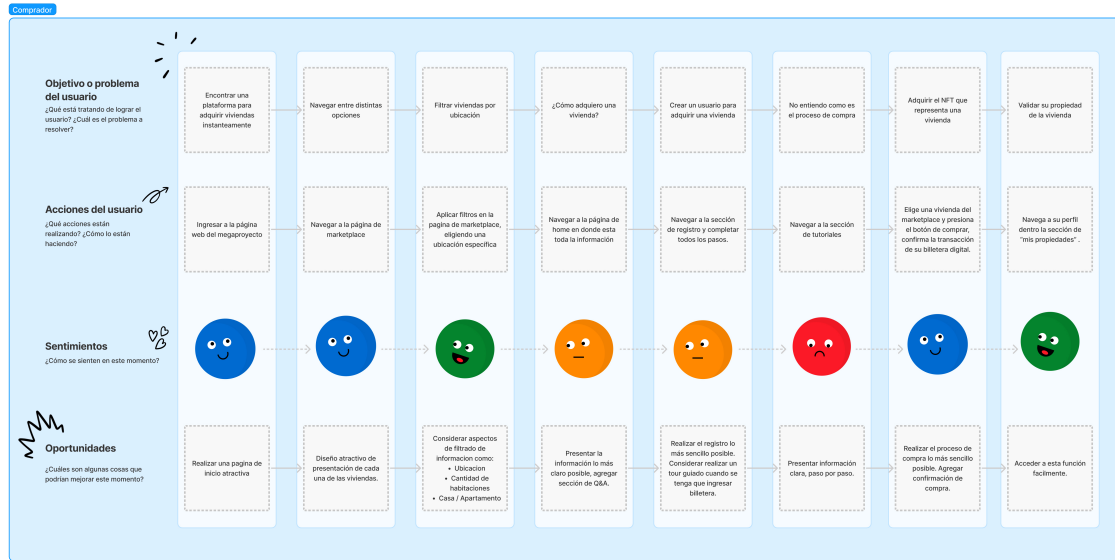 Comprador
Objetivo o problema
del usuario
¿Qué está tratando de lograr el
usuario? ¿Cuál es el problema a
resolver?
Encontrar una
plataforma para
adquirir viviendas
instanteamente
Navegar entre distintas
opciones
Filtrar viviendas por
ubicación
¿Cómo adquiero una
vivienda?
Crear un usuario para
adquirir una vivienda
No entiendo como es
el proceso de compra
Adquirir el NFT que
representa una
vivienda
Validar su propiedad
de la vivienda
Acciones del usuario
¿Qué acciones están
realizando? ¿Cómo lo están
haciendo?
Ingresar a la página
web del megaproyecto
Navegar a la página de
marketplace
Aplicar filtros en la
pagina de marketplace,
eligiendo una
ubicación especifica
Navegar a la página de
home en donde esta
toda la información
Navegar a la sección
de registro y completar
todos los pasos.
Navegar a la sección
de tutoriales
Elige una vivienda del
marketplace y presiona
el botón de comprar,
confirma la transacción
de su billetera digital.
Navega a su perfil
dentro la sección de
"mis propiedades" .
Sentimientos
¿Cómo se sienten en este momento?
Oportunidades
¿Cuáles son algunas cosas que
podrían mejorar este momento?
Realizar una pagina de
inicio atractiva
Diseño atractivo de
presentación de cada
una de las viviendas.
Considerar aspectos
de filtrado de
informacion como:
• Ubicacion
• Cantidad de
habitaciones
• Casa / Apartamento
Presentar la
información lo más
claro posible, agregar
sección de Q&A.
Realizar el registro lo
más sencillo posible.
Considerar realizar un
tour guiado cuando se
tenga que ingresar
billetera.
Presentar información
clara, paso por paso.
Realizar el proceso de
compra lo más sencillo
posible. Agregar
confirmación de
compra.
Acceder a esta función
facilmente.